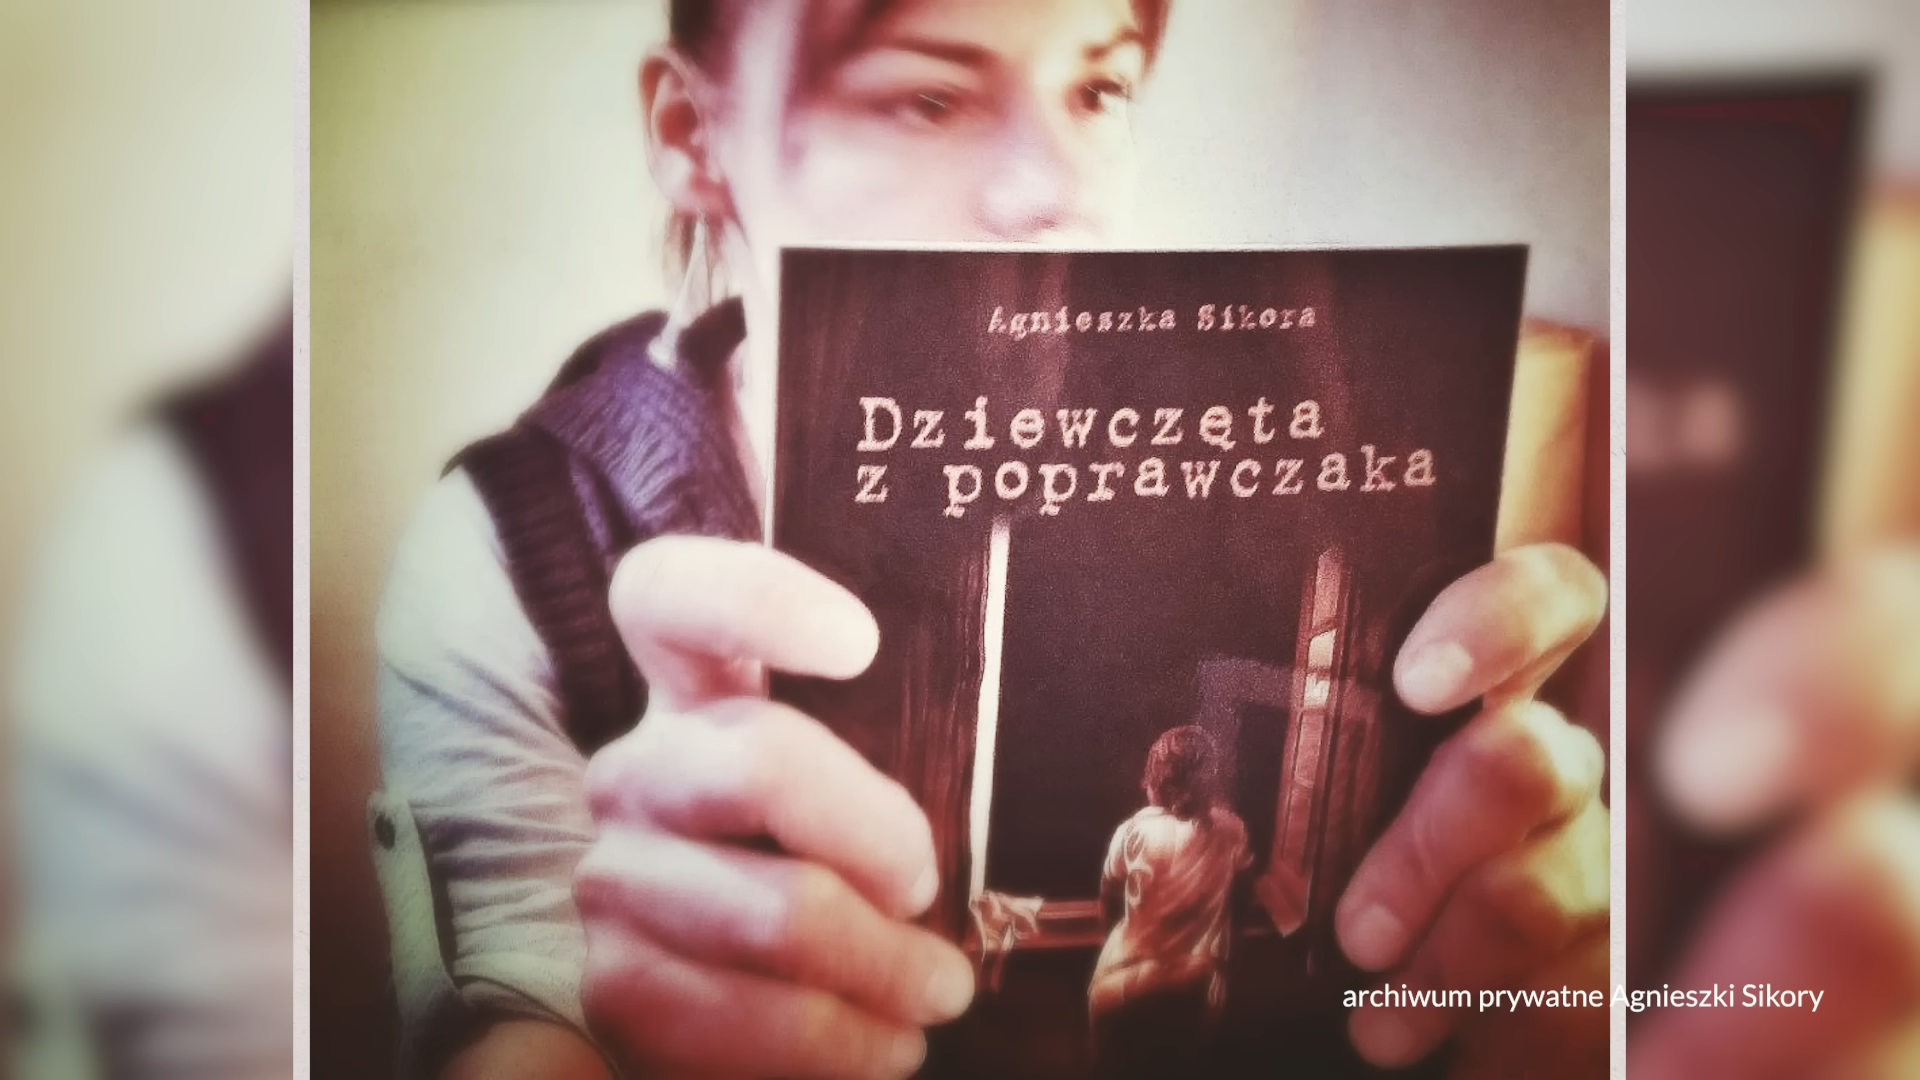 Agnieszka Sikora
Dziewczęta
z poprawczaka
archiwum prywatne Agnieszki Sikory